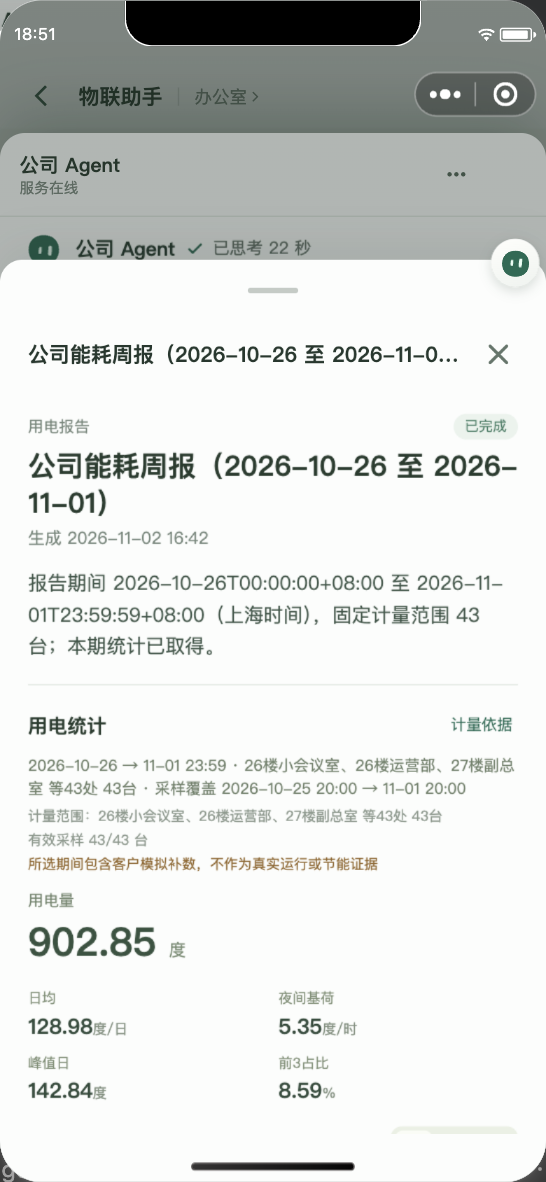 18:51
物联助手
办公室 >
公司 Agent
服务在线
公司 Agent ✓ 已思考 22 秒
公司能耗周报（2026-10-26 至 2026-11-0...
用电报告
已完成
公司能耗周报（2026-10-26 至 2026-
11-01）
生成 2026-11-02 16:42
报告期间 2026-10-26T00:00:00+08:00 至 2026-11-
01T23:59:59+08:00（上海时间），固定计量范围 43
台；本期统计已取得。
用电统计
计量依据
2026-10-26 → 11-01 23:59 · 26楼小会议室、26楼运营部、27楼副总
室 等43处 43台 · 采样覆盖 2026-10-25 20:00 → 11-01 20:00
计量范围：26楼小会议室、26楼运营部、27楼副总室 等43处 43台
有效采样 43/43 台
所选期间包含客户模拟补数，不作为真实运行或节能证据
用电量
902.85 度
日均
夜间基荷
128.98度/日
5.35度/时
峰值日
前3占比
142.84度
8.59%